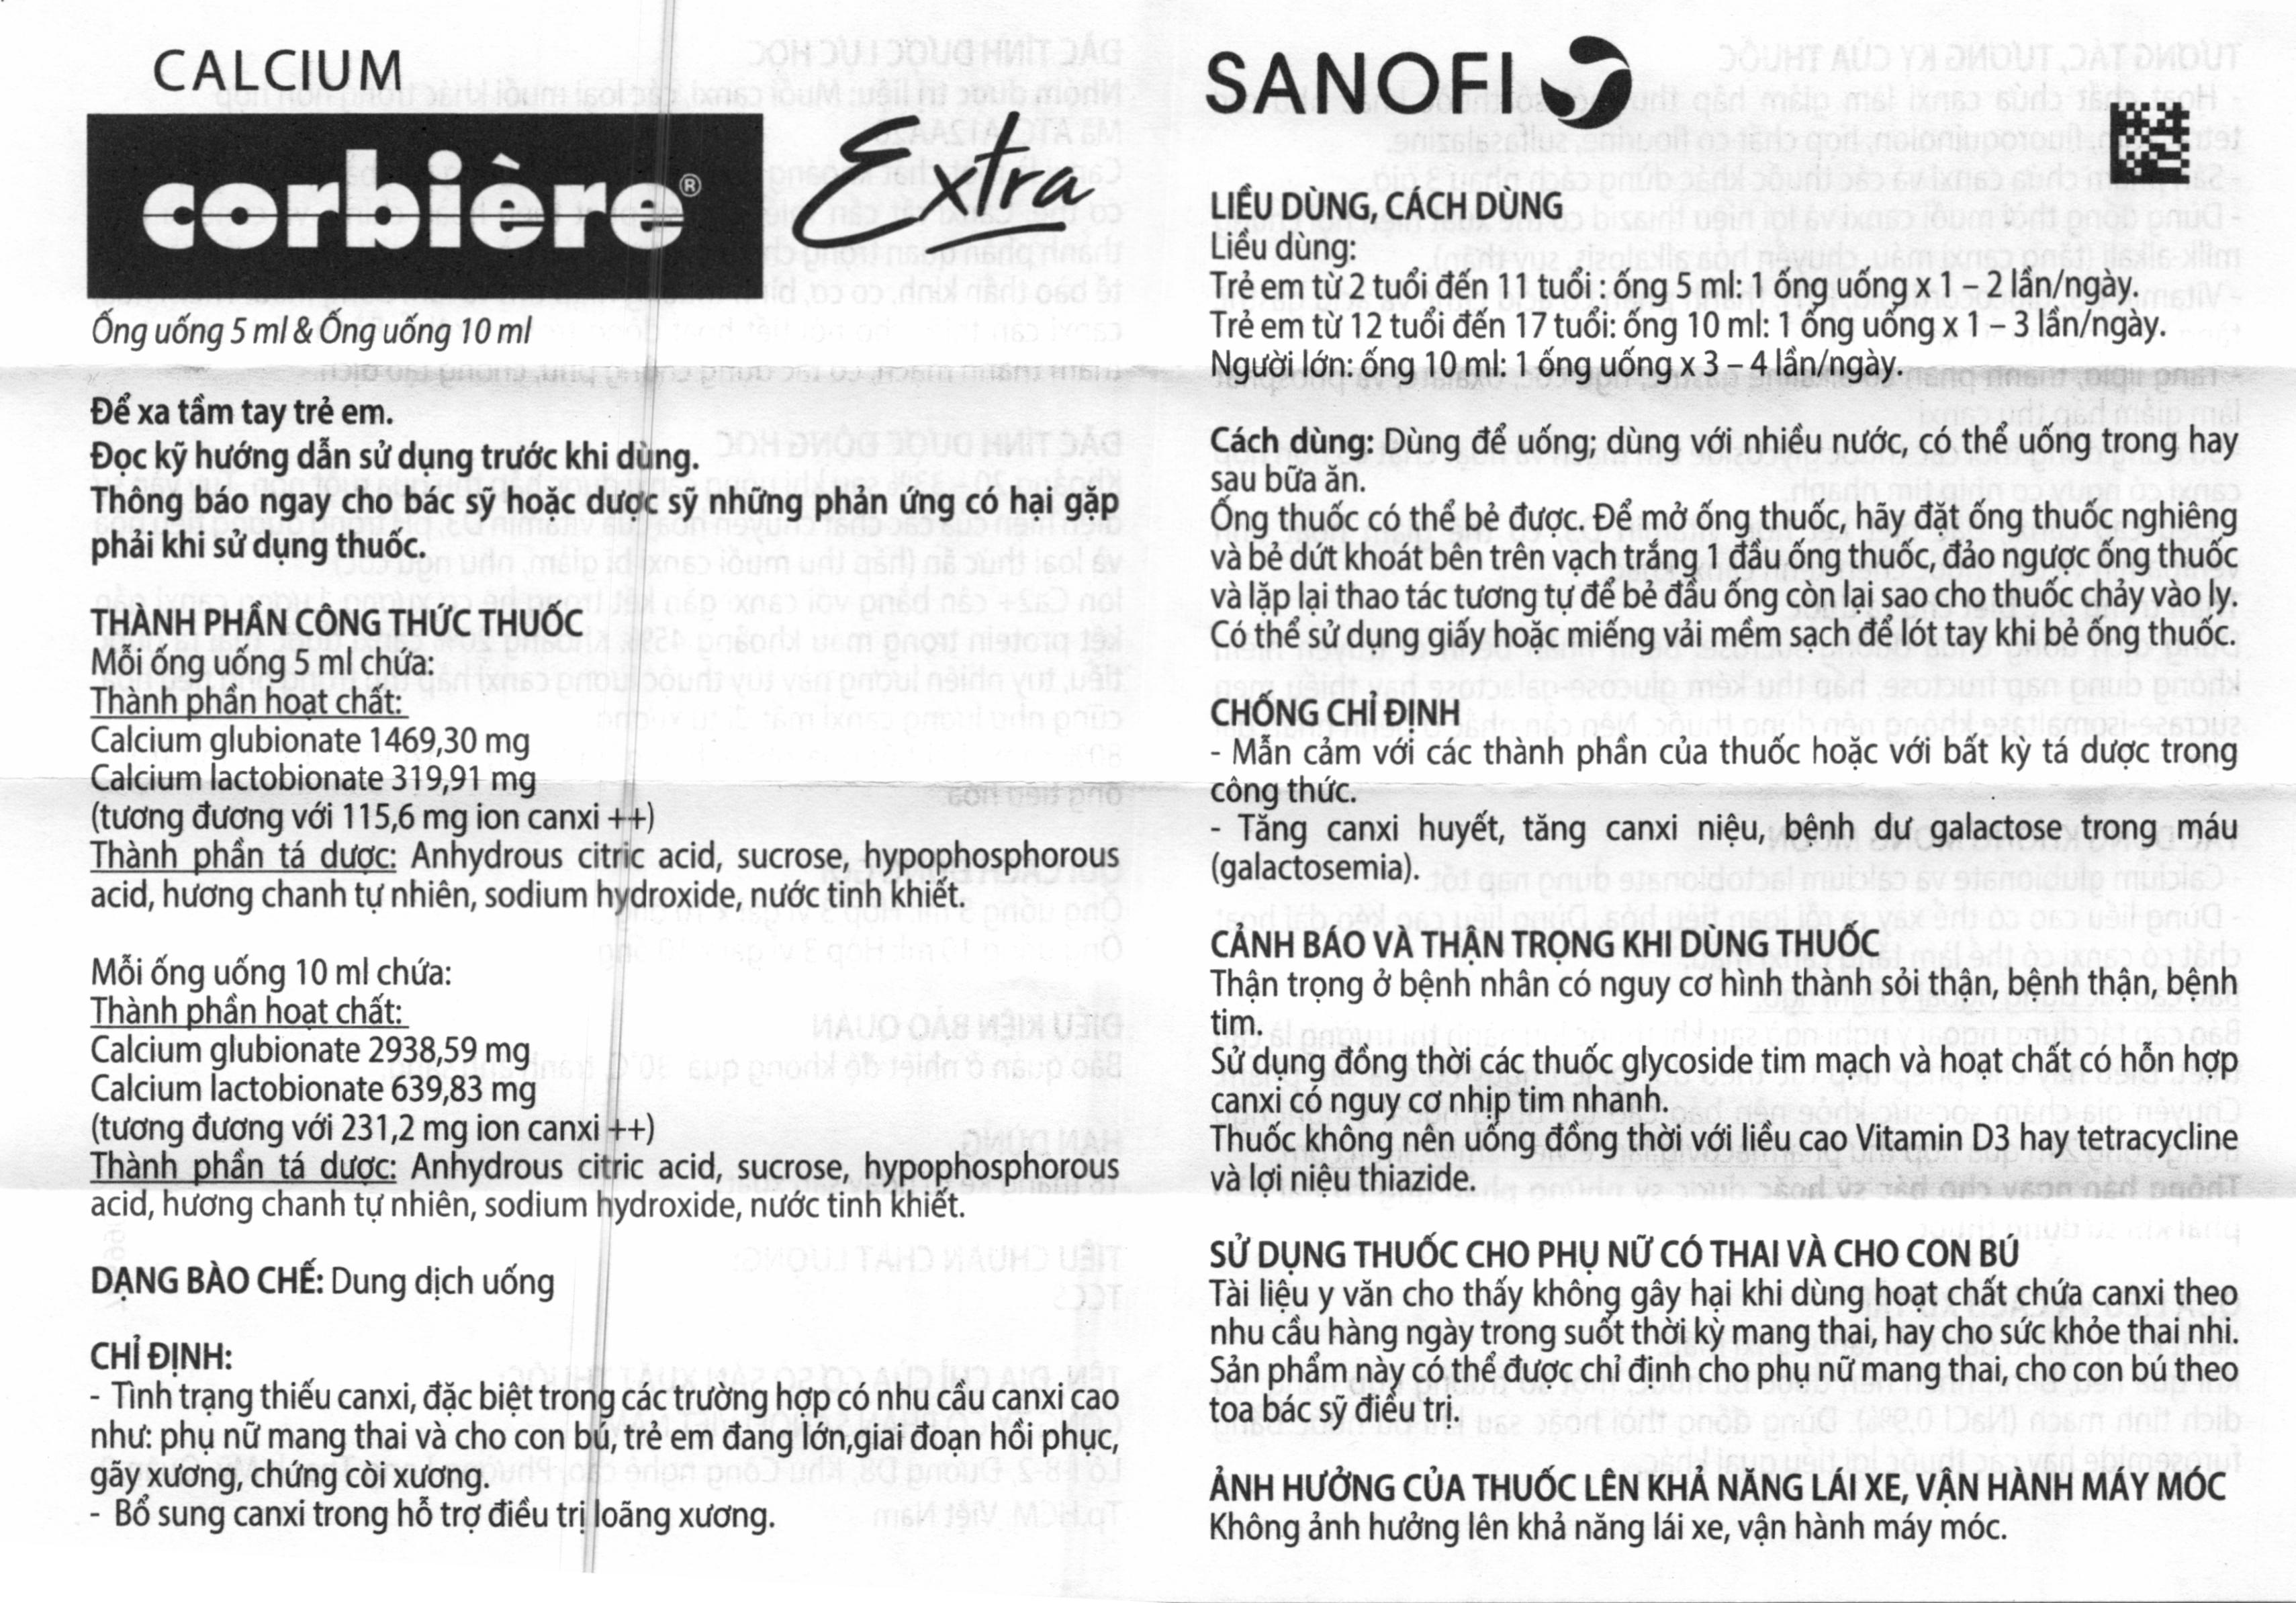 CALCIUM
corbière®
Extra
Ống uống 5 ml & Ống uống 10 ml
Để xa tầm tay trẻ em.
Đọc kỹ hướng dẫn sử dụng trước khi dùng.
Thông báo ngay cho bác sỹ hoặc dược sỹ những phản ứng có hại gặp
phải khi sử dụng thuốc.
THÀNH PHẦN CÔNG THỨC THUỐC
Mỗi ống uống 5 ml chứa:
Thành phần hoạt chất:
Calcium glubionate 1469,30 mg
Calcium lactobionate 319,91 mg
(tương đương với 115,6 mg ion canxi ++)
Thành phần tá dược: Anhydrous citric acid, sucrose, hypophosphorous
acid, hương chanh tự nhiên, sodium hydroxide, nước tinh khiết.
Mỗi ống uống 10 ml chứa:
Thành phần hoạt chất:
Calcium glubionate 2938,59 mg
Calcium lactobionate 639,83 mg
(tương đương với 231,2 mg ion canxi ++)
Thành phần tá dược: Anhydrous citric acid, sucrose, hypophosphorous
acid, hương chanh tự nhiên, sodium hydroxide, nước tinh khiết.
DẠNG BÀO CHẾ: Dung dịch uống
CHỈ ĐỊNH:
- Tình trạng thiếu canxi, đặc biệt trong các trường hợp có nhu cầu canxi cao
như: phụ nữ mang thai và cho con bú, trẻ em đang lớn,giai đoạn hồi phục,
gãy xương, chứng còi xương.
- Bổ sung canxi trong hỗ trợ điều trị loãng xương.
SANOFI
LIỀU DÙNG, CÁCH DÙNG
Liều dùng:
Trẻ em từ 2 tuổi đến 11 tuổi : ống 5 ml: 1 ống uống x 1 – 2 lần/ngày.
Trẻ em từ 12 tuổi đến 17 tuổi: ống 10 ml: 1 ống uống x 1 – 3 lần/ngày.
Người lớn: ống 10 ml: 1 ống uống x 3 – 4 lần/ngày.
Cách dùng: Dùng để uống; dùng với nhiều nước, có thể uống trong hay
sau bữa ăn.
Ống thuốc có thể bẻ được. Để mở ống thuốc, hãy đặt ống thuốc nghiêng
và bẻ dứt khoát bên trên vạch trắng 1 đầu ống thuốc, đảo ngược ống thuốc
và lặp lại thao tác tương tự để bẻ đầu ống còn lại sao cho thuốc chảy vào ly.
Có thể sử dụng giấy hoặc miếng vải mềm sạch để lót tay khi bẻ ống thuốc.
CHỐNG CHỈ ĐỊNH
- Mẫn cảm với các thành phần của thuốc hoặc với bất kỳ tá dược trong
công thức.
- Tăng canxi huyết, tăng canxi niệu, bệnh dư galactose trong máu
(galactosemia).
CẢNH BÁO VÀ THẬN TRỌNG KHI DÙNG THUỐC
Thận trọng ở bệnh nhân có nguy cơ hình thành sỏi thận, bệnh thận, bệnh
tim.
Sử dụng đồng thời các thuốc glycoside tim mạch và hoạt chất có hỗn hợp
canxi có nguy cơ nhịp tim nhanh.
Thuốc không nên uống đồng thời với liều cao Vitamin D3 hay tetracycline
và lợi niệu thiazide.
SỬ DỤNG THUỐC CHO PHỤ NỮ CÓ THAI VÀ CHO CON BÚ
Tài liệu y văn cho thấy không gây hại khi dùng hoạt chất chứa canxi theo
nhu cầu hàng ngày trong suốt thời kỳ mang thai, hay cho sức khỏe thai nhi.
Sản phẩm này có thể được chỉ định cho phụ nữ mang thai, cho con bú theo
toa bác sỹ điều trị.
ẢNH HƯỞNG CỦA THUỐC LÊN KHẢ NĂNG LÁI XE, VẬN HÀNH MÁY MÓC
Không ảnh hưởng lên khả năng lái xe, vận hành máy móc.